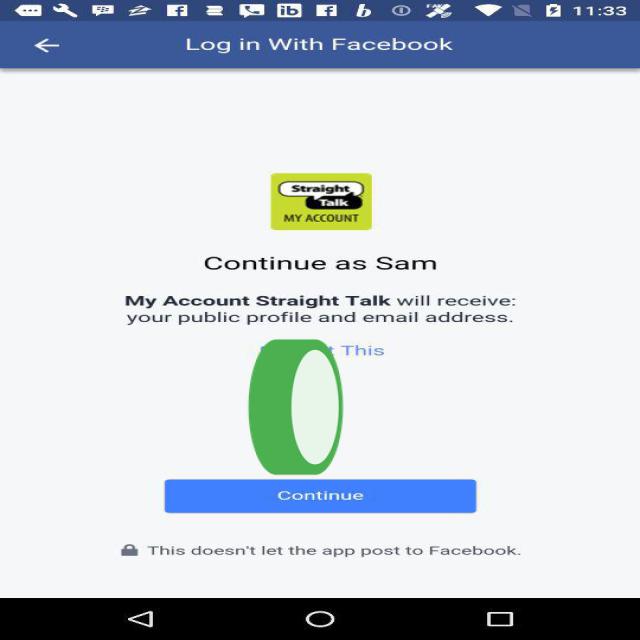 11:33
Log in With Facebook
Straight
Talk
MY ACCOUNT
Continue as Sam
My Account Straight Talk will receive:
your public profile and email address.
This
Continue
This doesn't let the app post to Facebook.